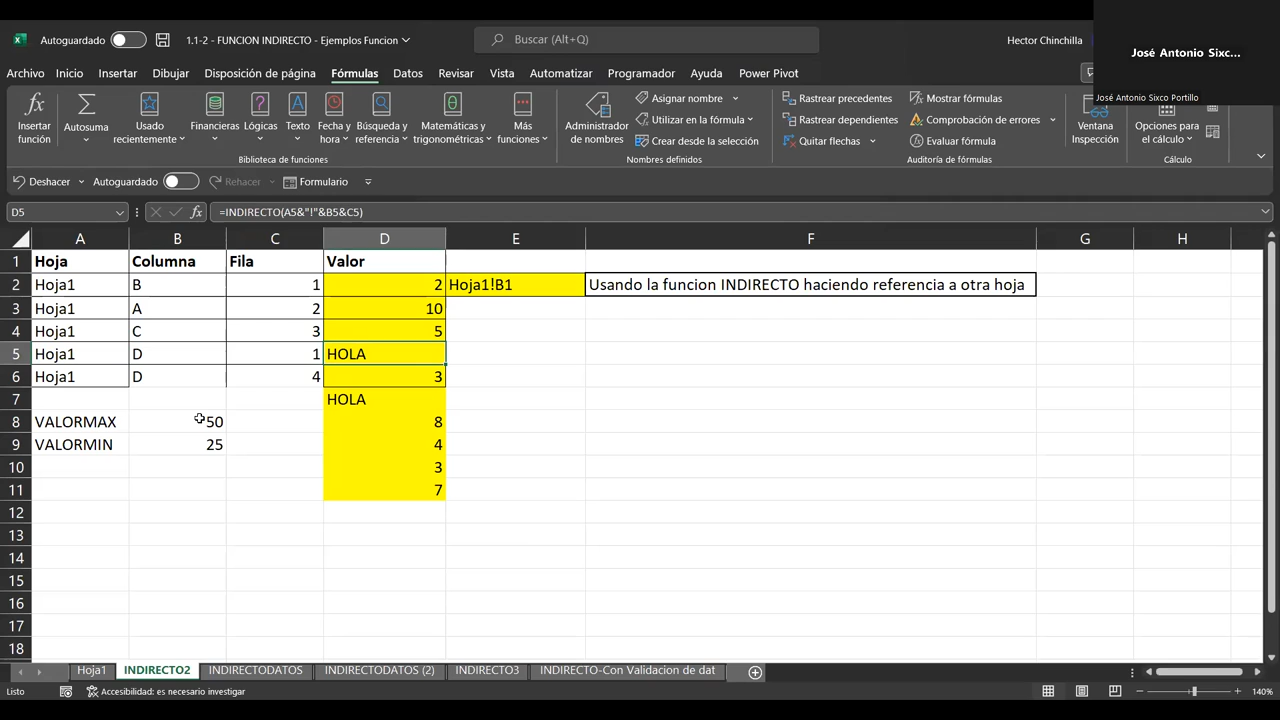 Autoguardado
1.1-2 - FUNCION INDIRECTO - Ejemplos Funcion
Buscar (Alt+Q)
Hector Chinchilla
José Antonio Sixc...
José Antonio Sixco Portillo
Archivo Inicio Insertar Dibujar Disposición de página Fórmulas Datos Revisar Vista Automatizar Programador Ayuda Power Pivot
Insertar función
Autosuma
Usado recientemente
Financieras
Lógicas
Texto
Fecha y hora
Búsqueda y referencia
Matemáticas y trigonométricas
Más funciones
Biblioteca de funciones
Administrador de nombres
Asignar nombre
Utilizar en la fórmula
Crear desde la selección
Nombres definidos
Rastrear precedentes
Rastrear dependientes
Quitar flechas
Mostrar fórmulas
Comprobación de errores
Evaluar fórmula
Auditoría de fórmulas
Ventana Inspección
Opciones para el cálculo
Cálculo
Deshacer Autoguardado Rehacer Formulario
D5 fx =INDIRECTO(A5&"!"&B5&C5)
A B C D E F G H
1 Hoja Columna Fila Valor
2 Hoja1 B 1 2 Hoja1!B1 Usando la funcion INDIRECTO haciendo referencia a otra hoja
3 Hoja1 A 2 10
4 Hoja1 C 3 5
5 Hoja1 D 1 HOLA
6 Hoja1 D 4 3
7 HOLA
8 VALORMAX 50 8
9 VALORMIN 25 4
10 3
11 7
12
13
14
15
16
17
18
Hoja1 INDIRECTO2 INDIRECTODATOS INDIRECTODATOS (2) INDIRECTO3 INDIRECTO-Con Validacion de dat
Listo Accesibilidad: es necesario investigar 140%